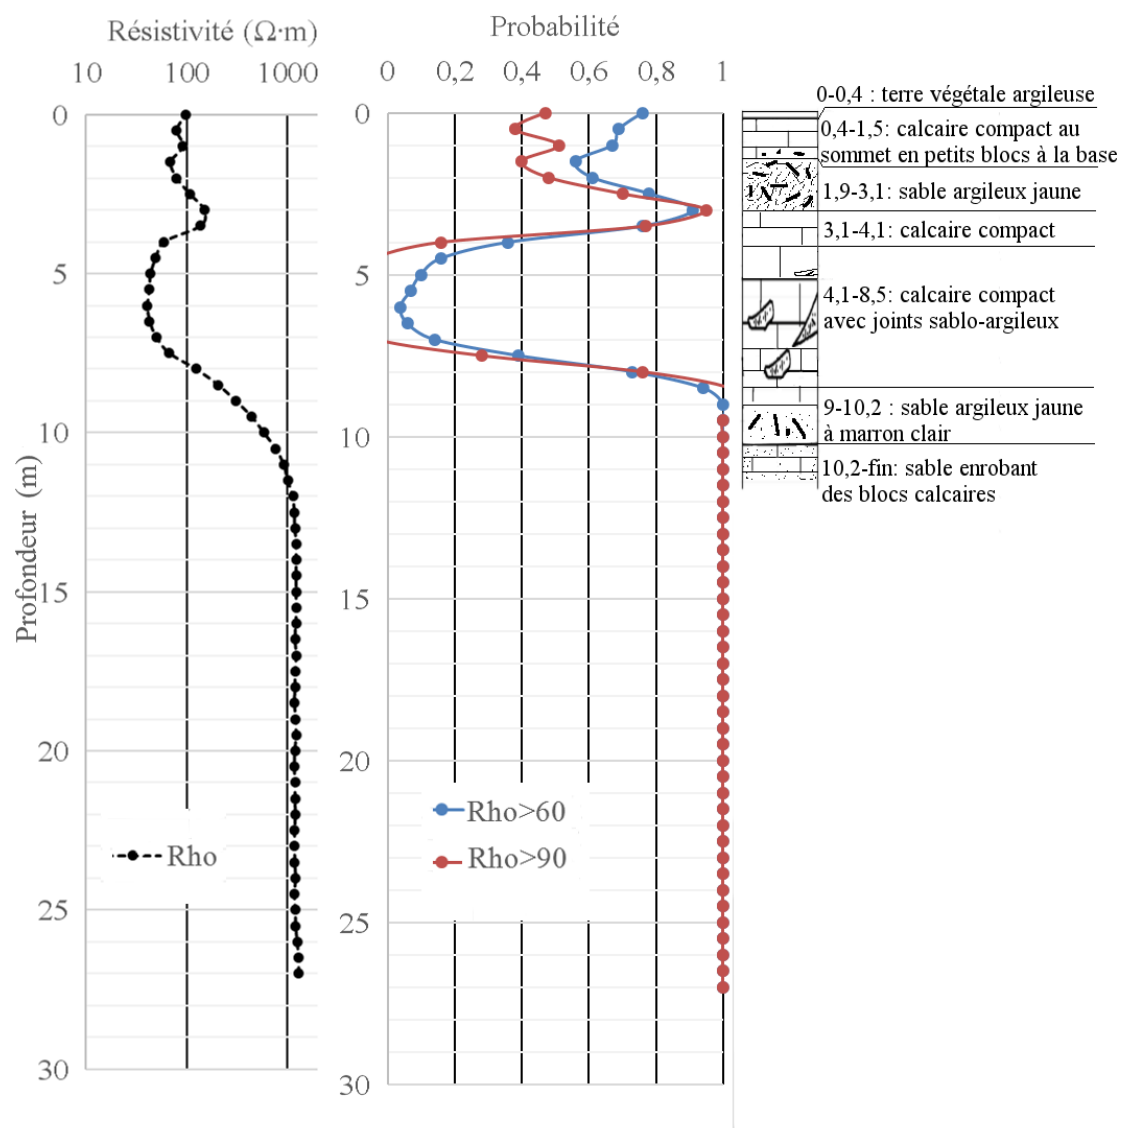 Résistivité (Ω·m)
10 100 1000
0
5
10
15
20
25
30
Profondeur (m)
Rho
Probabilité
0 0,2 0,4 0,6 0,8 1
0
5
10
15
20
25
30
Rho>60
Rho>90
0-0,4 : terre végétale argileuse
0,4-1,5: calcaire compact au
sommet en petits blocs à la base
1,9-3,1: sable argileux jaune
3,1-4,1: calcaire compact
4,1-8,5: calcaire compact
avec joints sablo-argileux
9-10,2 : sable argileux jaune
à marron clair
10,2-fin: sable enrobant
des blocs calcaires